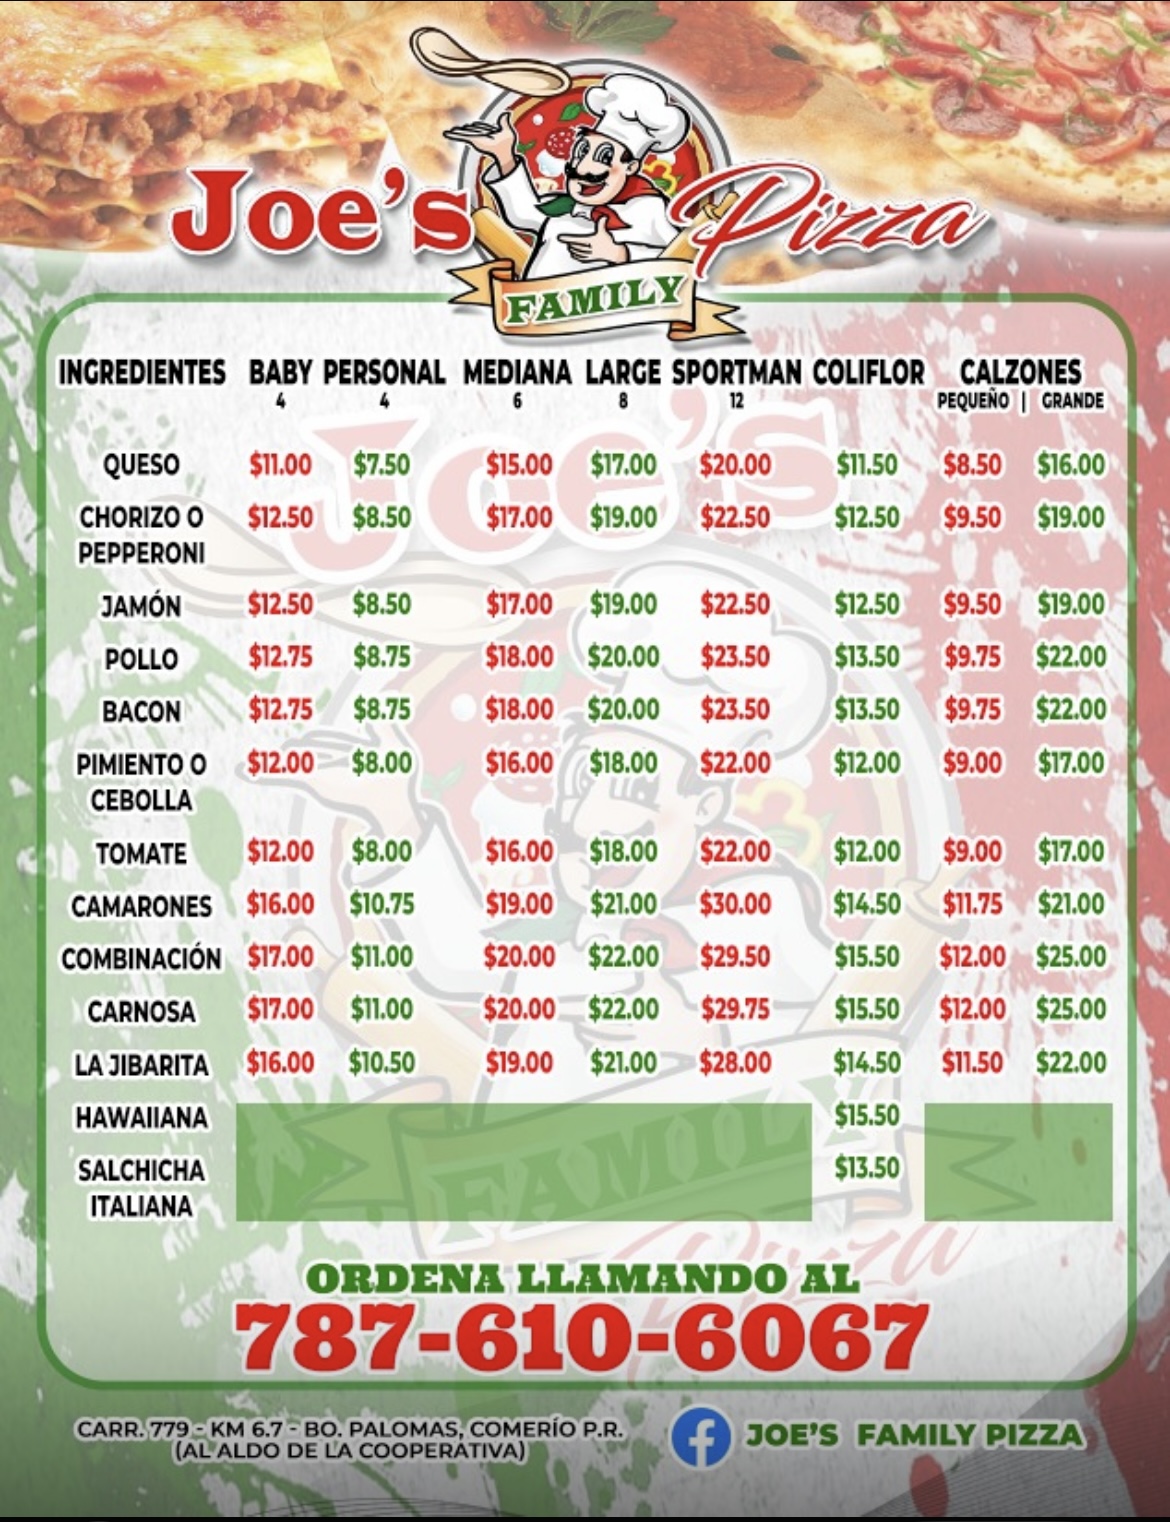 Joe's Pizza
FAMILY
INGREDIENTES BABY PERSONAL MEDIANA LARGE SPORTMAN COLIFLOR CALZONES
4 4 6 8 12 PEQUEÑO | GRANDE
QUESO $11.00 $7.50 $15.00 $17.00 $20.00 $11.50 $8.50 $16.00
CHORIZO O $12.50 $8.50 $17.00 $19.00 $22.50 $12.50 $9.50 $19.00
PEPPERONI
JAMÓN $12.50 $8.50 $17.00 $19.00 $22.50 $12.50 $9.50 $19.00
POLLO $12.75 $8.75 $18.00 $20.00 $23.50 $13.50 $9.75 $22.00
BACON $12.75 $8.75 $18.00 $20.00 $23.50 $13.50 $9.75 $22.00
PIMIENTO O $12.00 $8.00 $16.00 $18.00 $22.00 $12.00 $9.00 $17.00
CEBOLLA
TOMATE $12.00 $8.00 $16.00 $18.00 $22.00 $12.00 $9.00 $17.00
CAMARONES $16.00 $10.75 $19.00 $21.00 $30.00 $14.50 $11.75 $21.00
COMBINACIÓN $17.00 $11.00 $20.00 $22.00 $29.50 $15.50 $12.00 $25.00
CARNOSA $17.00 $11.00 $20.00 $22.00 $29.75 $15.50 $12.00 $25.00
LA JIBARITA $16.00 $10.50 $19.00 $21.00 $28.00 $14.50 $11.50 $22.00
HAWAIIANA $15.50
SALCHICHA $13.50
ITALIANA
Joe's
FAMILY
Pizza
ORDENA LLAMANDO AL
787-610-6067
CARR. 779 - KM 6.7 - BO. PALOMAS, COMERÍO P.R.
(AL ALDO DE LA COOPERATIVA)
JOE'S FAMILY PIZZA